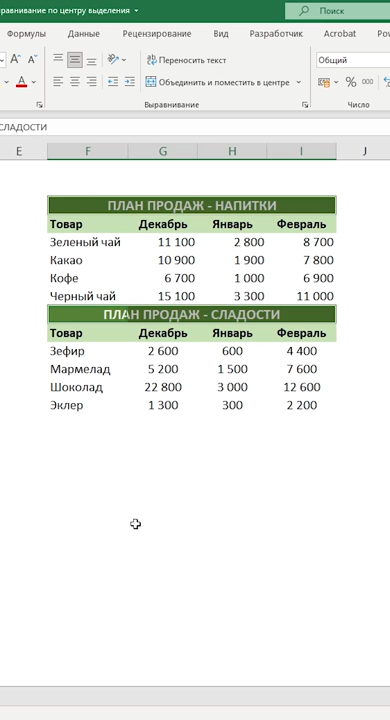 равнивание по центру выделения
Поиск
Формулы Данные Рецензирование Вид Разработчик Acrobat Pow
Переносить текст
Общий
Объединить и поместить в центре
% 000
Выравнивание
Число
СЛАДОСТИ
E F G H I J
ПЛАН ПРОДАЖ - НАПИТКИ
Товар Декабрь Январь Февраль
Зеленый чай 11 100 2 800 8 700
Какао 10 900 1 900 7 800
Кофе 6 700 1 000 6 900
Черный чай 15 100 3 300 11 000
ПЛАН ПРОДАЖ - СЛАДОСТИ
Товар Декабрь Январь Февраль
Зефир 2 600 600 4 400
Мармелад 5 200 1 500 7 600
Шоколад 22 800 3 000 12 600
Эклер 1 300 300 2 200